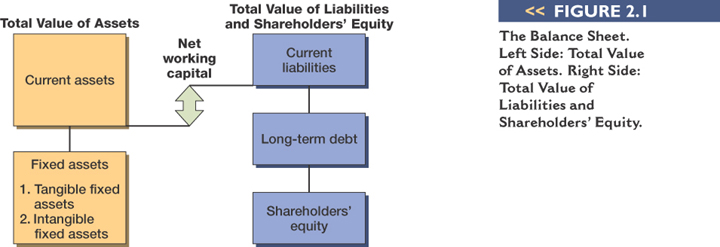 Total Value of Assets
Current assets
Fixed assets
1. Tangible fixed
assets
2. Intangible
fixed assets
Net
working
capital
Total Value of Liabilities
and Shareholders' Equity
Current
liabilities
Long-term debt
Shareholders'
equity
<< FIGURE 2.1
The Balance Sheet.
Left Side: Total Value
of Assets. Right Side:
Total Value of
Liabilities and
Shareholders' Equity.